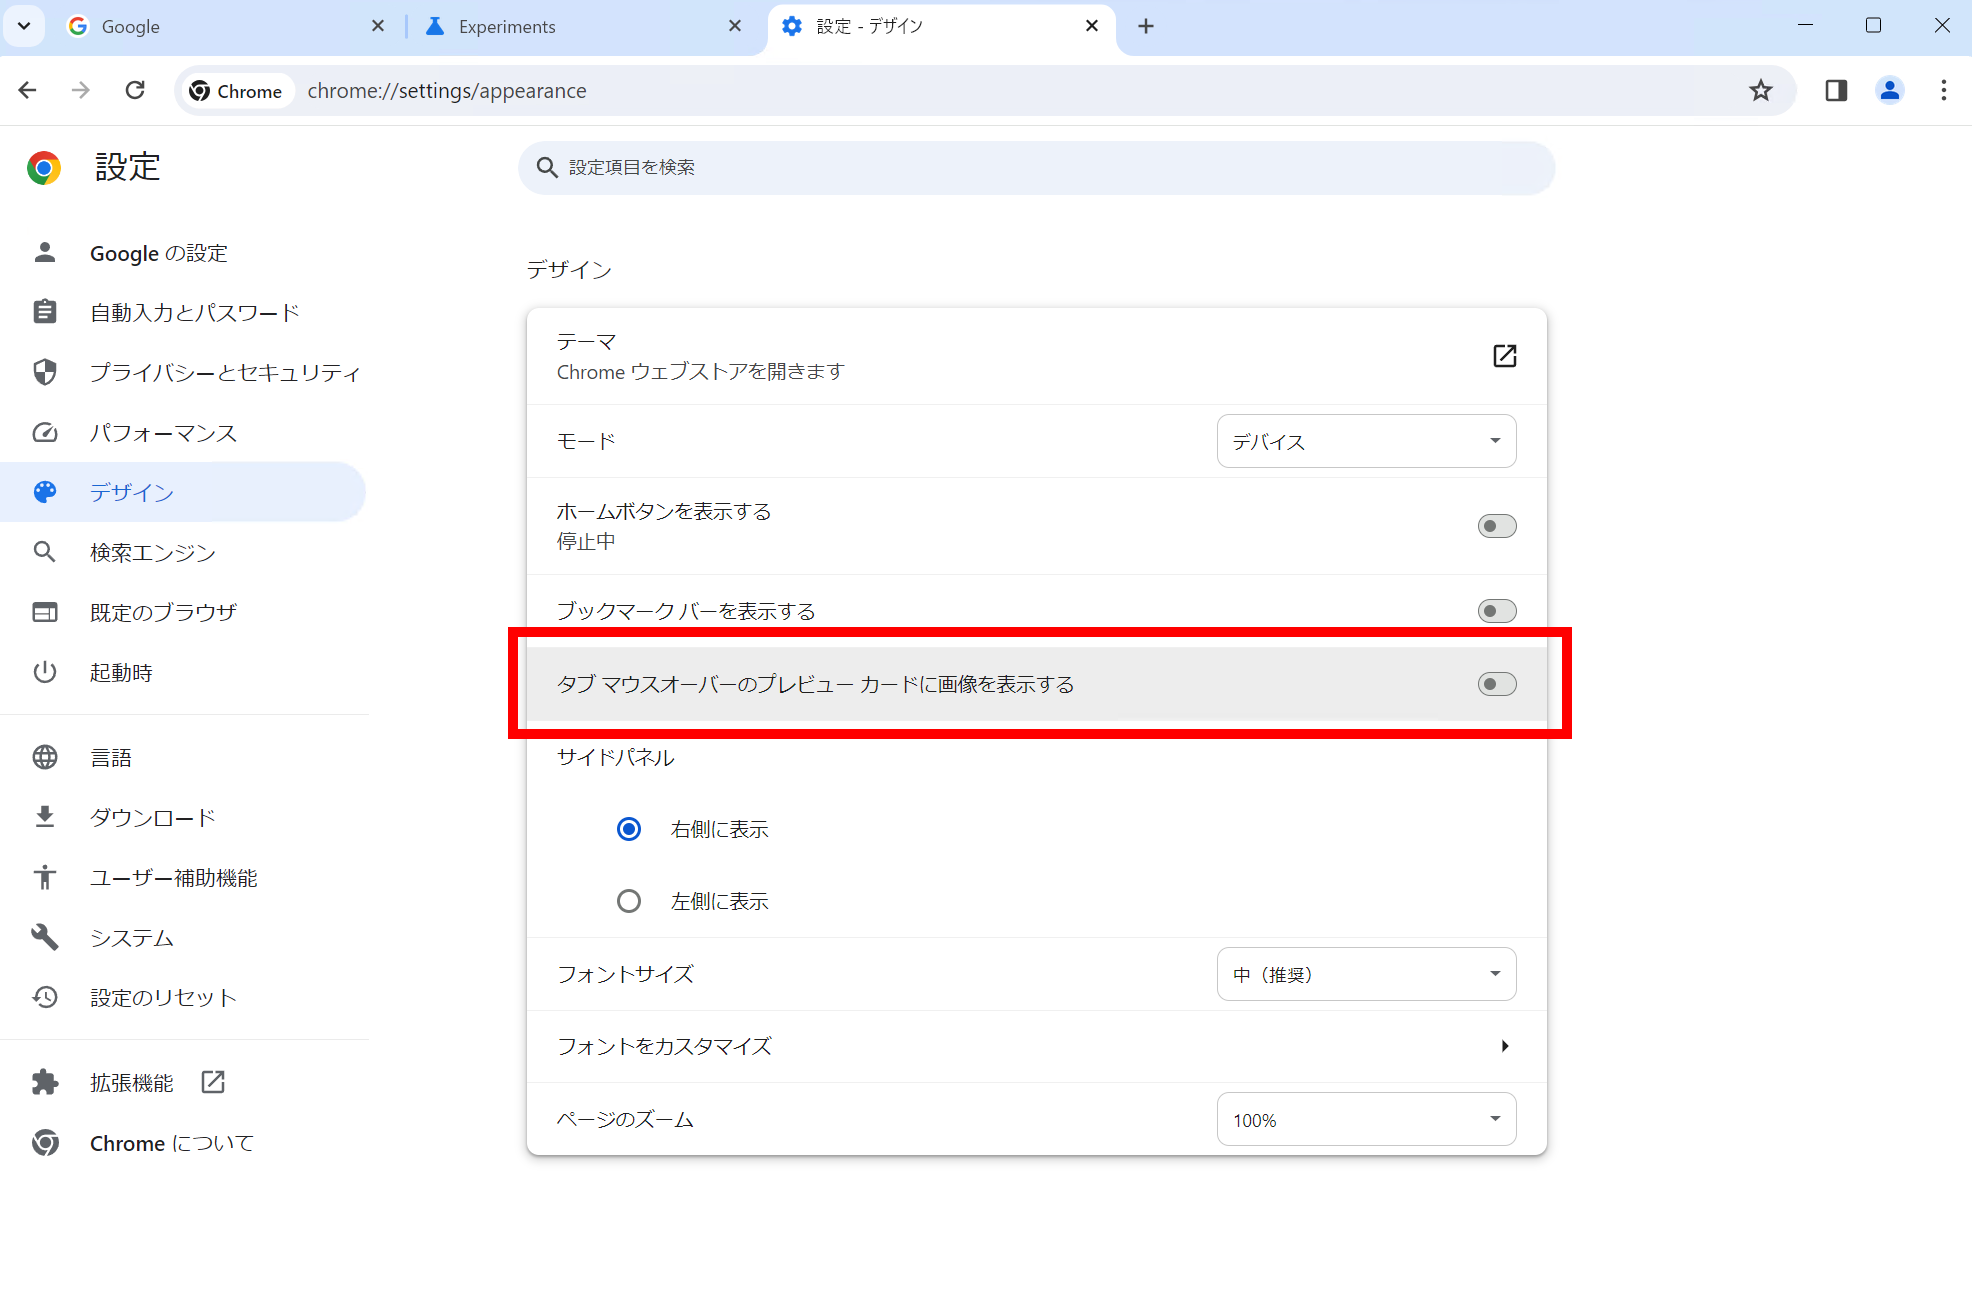 Google
Experiments
設定 - デザイン
Chrome
chrome://settings/appearance
設定
設定項目を検索
Google の設定
自動入力とパスワード
プライバシーとセキュリティ
パフォーマンス
デザイン
検索エンジン
既定のブラウザ
起動時
言語
ダウンロード
ユーザー補助機能
システム
設定のリセット
拡張機能
Chrome について
デザイン
テーマ
Chrome ウェブストアを開きます
モード
デバイス
ホームボタンを表示する
停止中
ブックマーク バーを表示する
タブ マウスオーバーのプレビュー カードに画像を表示する
サイドパネル
右側に表示
左側に表示
フォントサイズ
中（推奨）
フォントをカスタマイズ
ページのズーム
100%